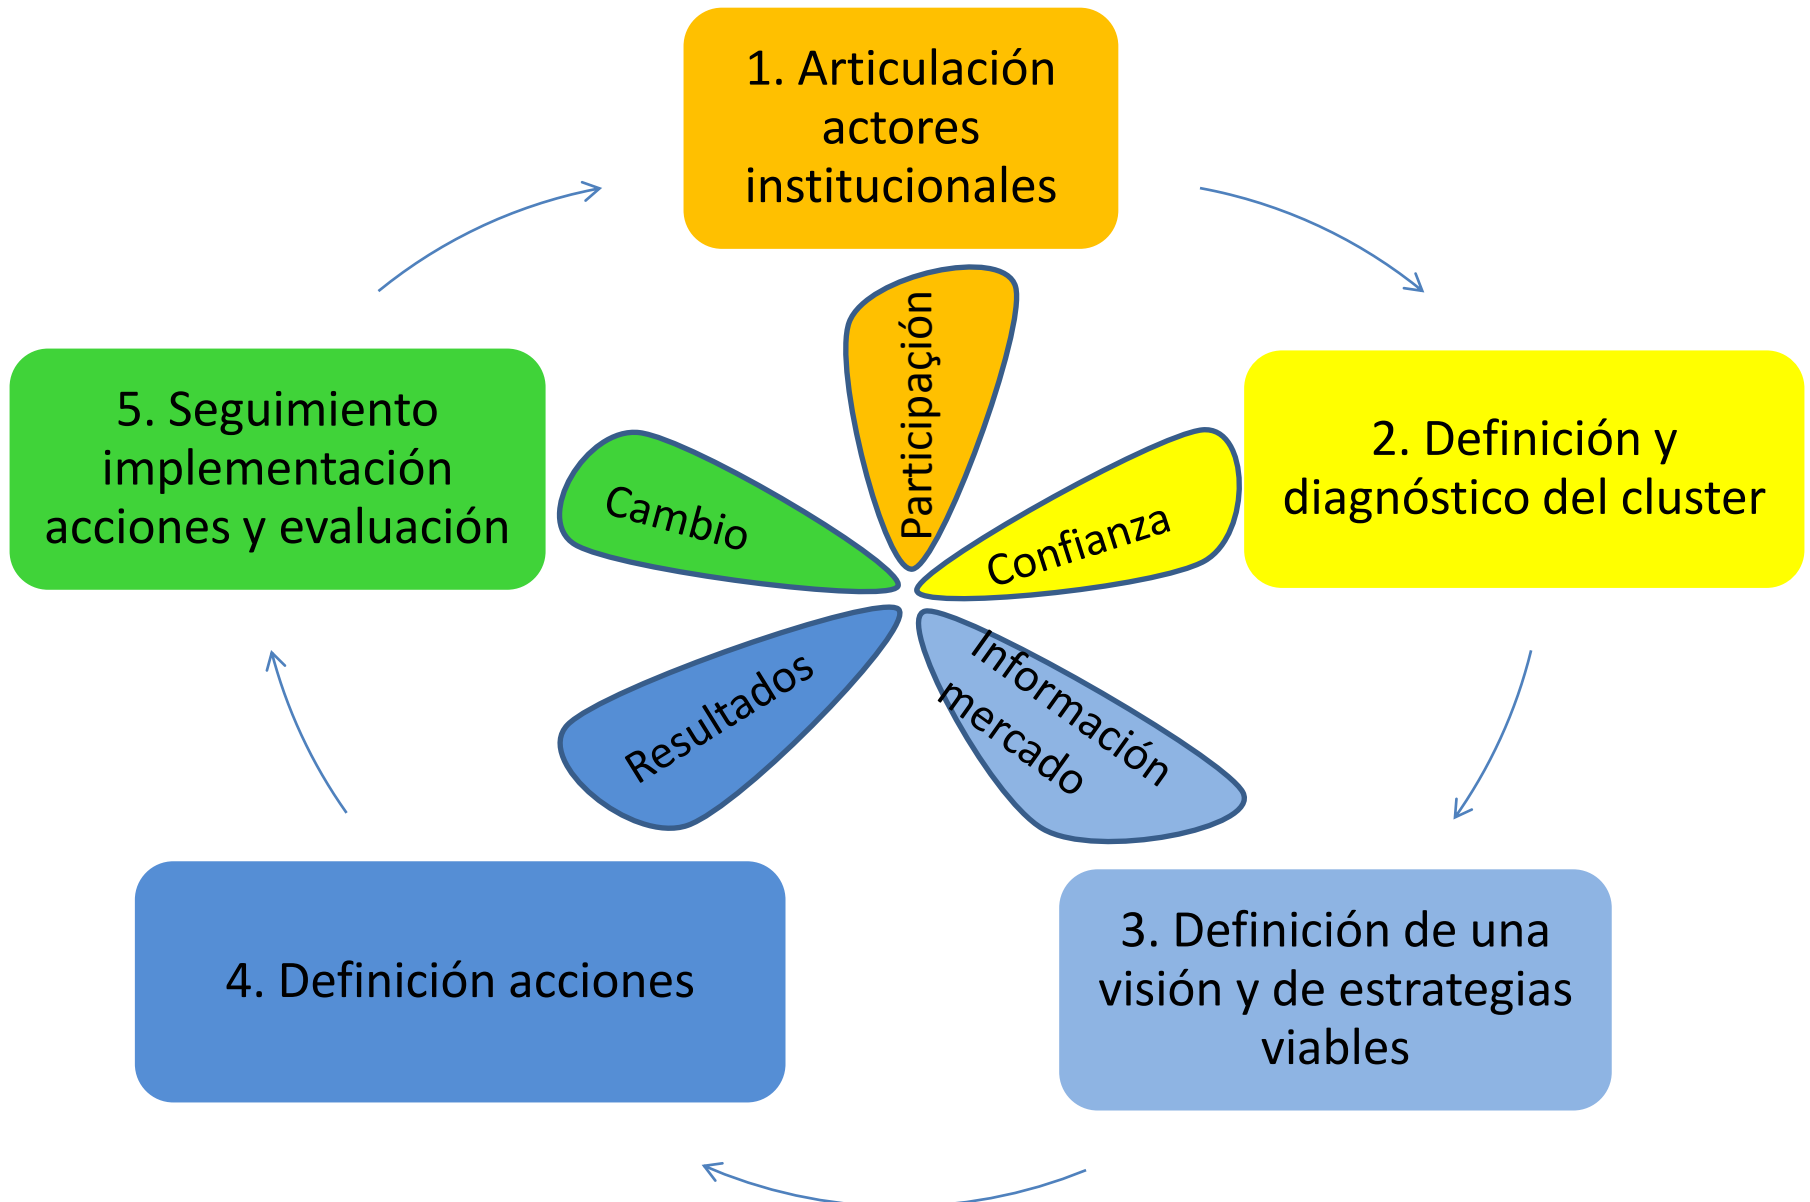 1. Articulación
actores
institucionales
2. Definición y
diagnóstico del cluster
3. Definición de una
visión y de estrategias
viables
4. Definición acciones
5. Seguimiento
implementación
acciones y evaluación
Participaçión
Confianza
Información
mercado
Resultados
Cambio